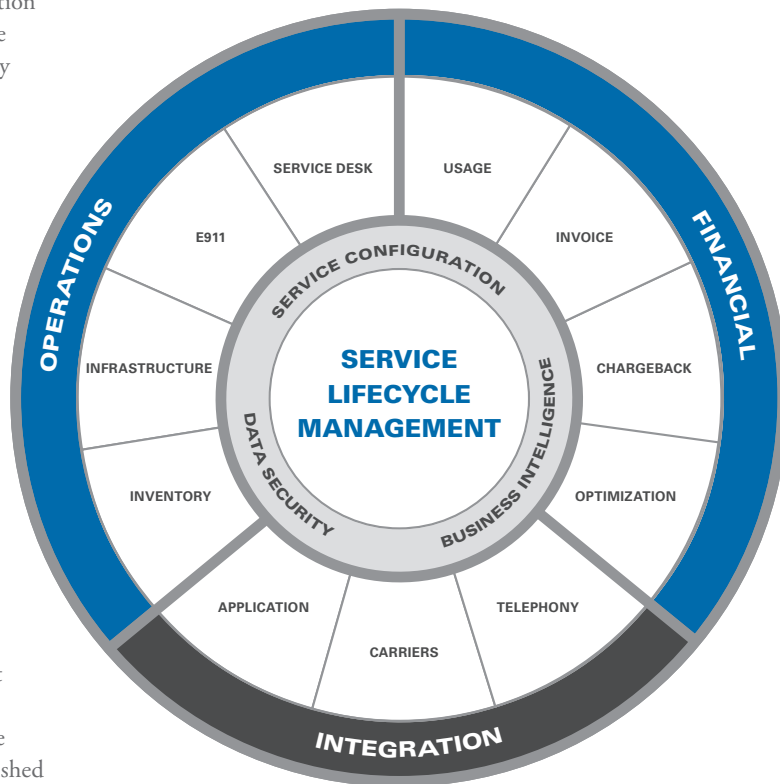 SERVICE DESK
USAGE
E911
INVOICE
INFRASTRUCTURE
CHARGEBACK
INVENTORY
OPTIMIZATION
APPLICATION
TELEPHONY
CARRIERS
OPERATIONS
FINANCIAL
INTEGRATION
SERVICE CONFIGURATION
DATA SECURITY
BUSINESS INTELLIGENCE
SERVICE
LIFECYCLE
MANAGEMENT